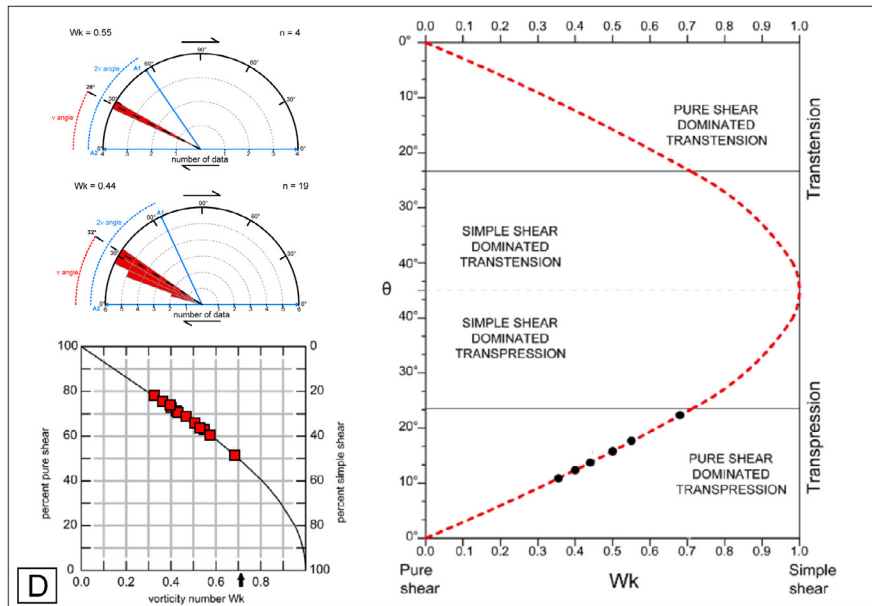 Wk = 0.55
n = 4
90°
60°
60°
30°
30°
0°
0°
28°
2ν angle
ν angle
A1
A2
4 3 2 1 1 2 3 4
number of data
Wk = 0.44
n = 19
90°
60°
30°
30°
0°
0°
32°
2ν angle
ν angle
A1
A2
6 5 4 3 2 1 1 2 3 4 5 6
number of data
100
80
60
40
20
0
percent pure shear
0
20
40
60
80
100
percent simple shear
0.0 0.2 0.4 0.6 0.8
vorticity number Wk
D
0.0 0.1 0.2 0.3 0.4 0.5 0.6 0.7 0.8 0.9 1.0
0°
10°
20°
30°
40°
θ
40°
30°
20°
10°
0°
PURE SHEAR
DOMINATED
TRANSTENSION
SIMPLE SHEAR
DOMINATED
TRANSTENSION
SIMPLE SHEAR
DOMINATED
TRANSPRESSION
PURE SHEAR
DOMINATED
TRANSPRESSION
Transtension
Transpression
0.0 0.1 0.2 0.3 0.4 0.5 0.6 0.7 0.8 0.9 1.0
Pure
shear
Wk
Simple
shear